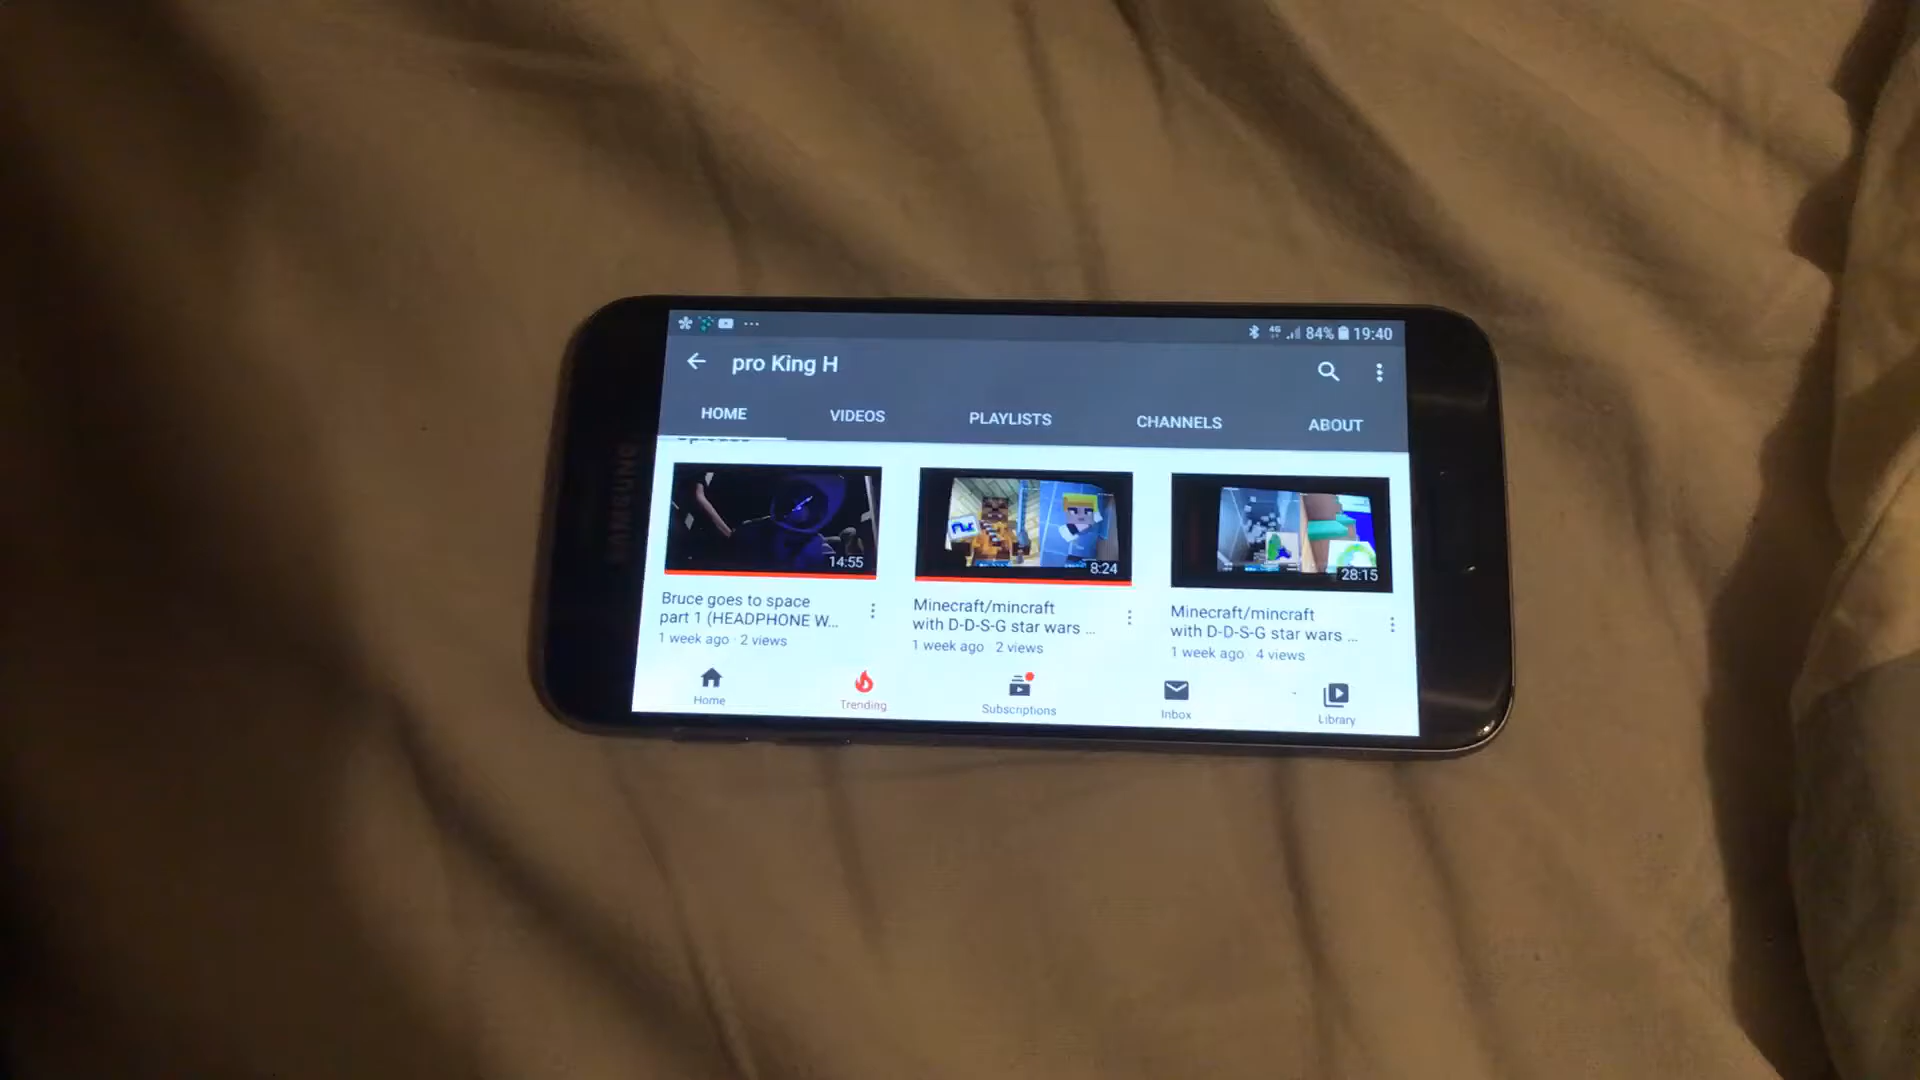 84% 19:40
pro King H
HOME VIDEOS PLAYLISTS CHANNELS ABOUT
SAMSUNG
14:55
8:24
28:15
Bruce goes to space
part 1 (HEADPHONE W...
1 week ago · 2 views
Minecraft/mincraft
with D-D-S-G star wars ...
1 week ago · 2 views
Minecraft/mincraft
with D-D-S-G star wars ...
1 week ago · 4 views
Home Trending Subscriptions Inbox Library